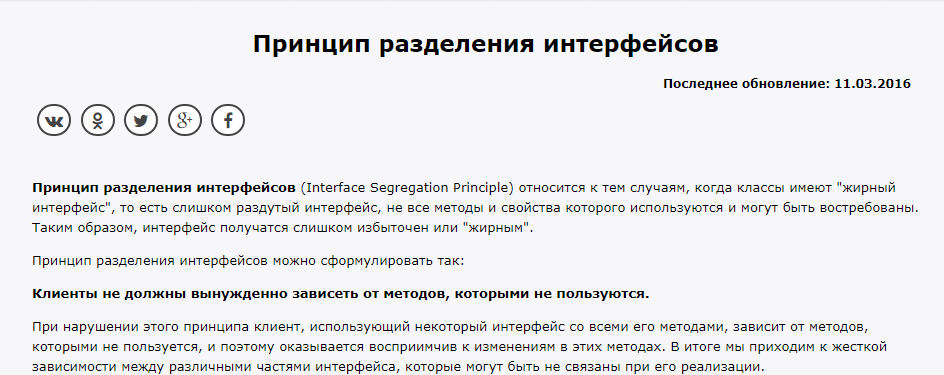 Принцип разделения интерфейсов
Последнее обновление: 11.03.2016
Принцип разделения интерфейсов (Interface Segregation Principle) относится к тем случаям, когда классы имеют "жирный
интерфейс", то есть слишком раздутый интерфейс, не все методы и свойства которого используются и могут быть востребованы.
Таким образом, интерфейс получатся слишком избыточен или "жирным".
Принцип разделения интерфейсов можно сформулировать так:
Клиенты не должны вынужденно зависеть от методов, которыми не пользуются.
При нарушении этого принципа клиент, использующий некоторый интерфейс со всеми его методами, зависит от методов,
которыми не пользуется, и поэтому оказывается восприимчив к изменениям в этих методах. В итоге мы приходим к жесткой
зависимости между различными частями интерфейса, которые могут быть не связаны при его реализации.